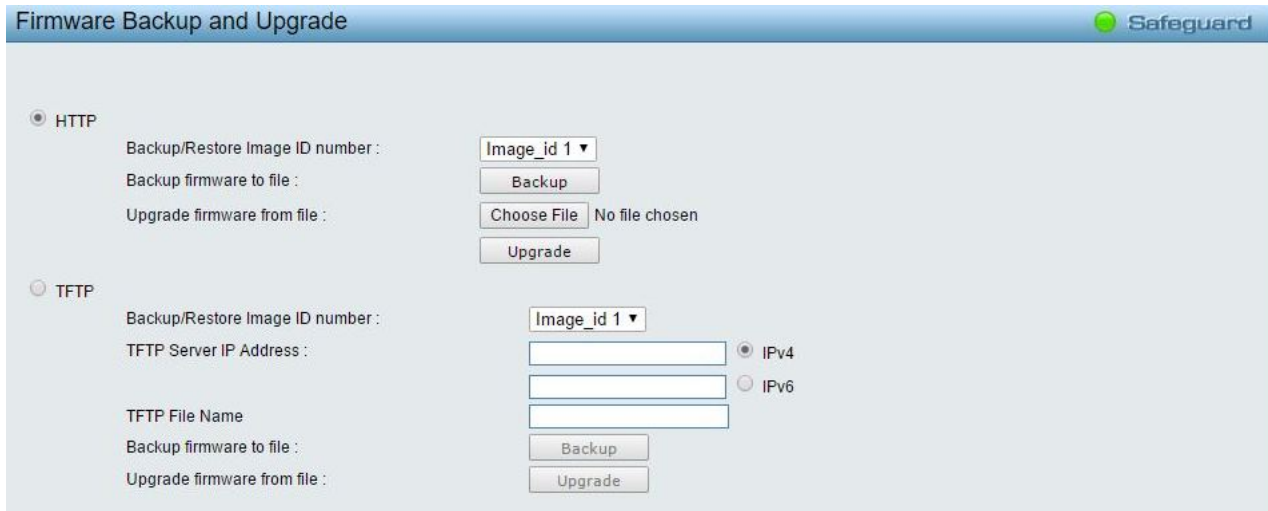 Firmware Backup and Upgrade Safeguard
HTTP
Backup/Restore Image ID number : Image_id 1
Backup firmware to file : Backup
Upgrade firmware from file : Choose File No file chosen
Upgrade
TFTP
Backup/Restore Image ID number : Image_id 1
TFTP Server IP Address : IPv4
IPv6
TFTP File Name
Backup firmware to file : Backup
Upgrade firmware from file : Upgrade